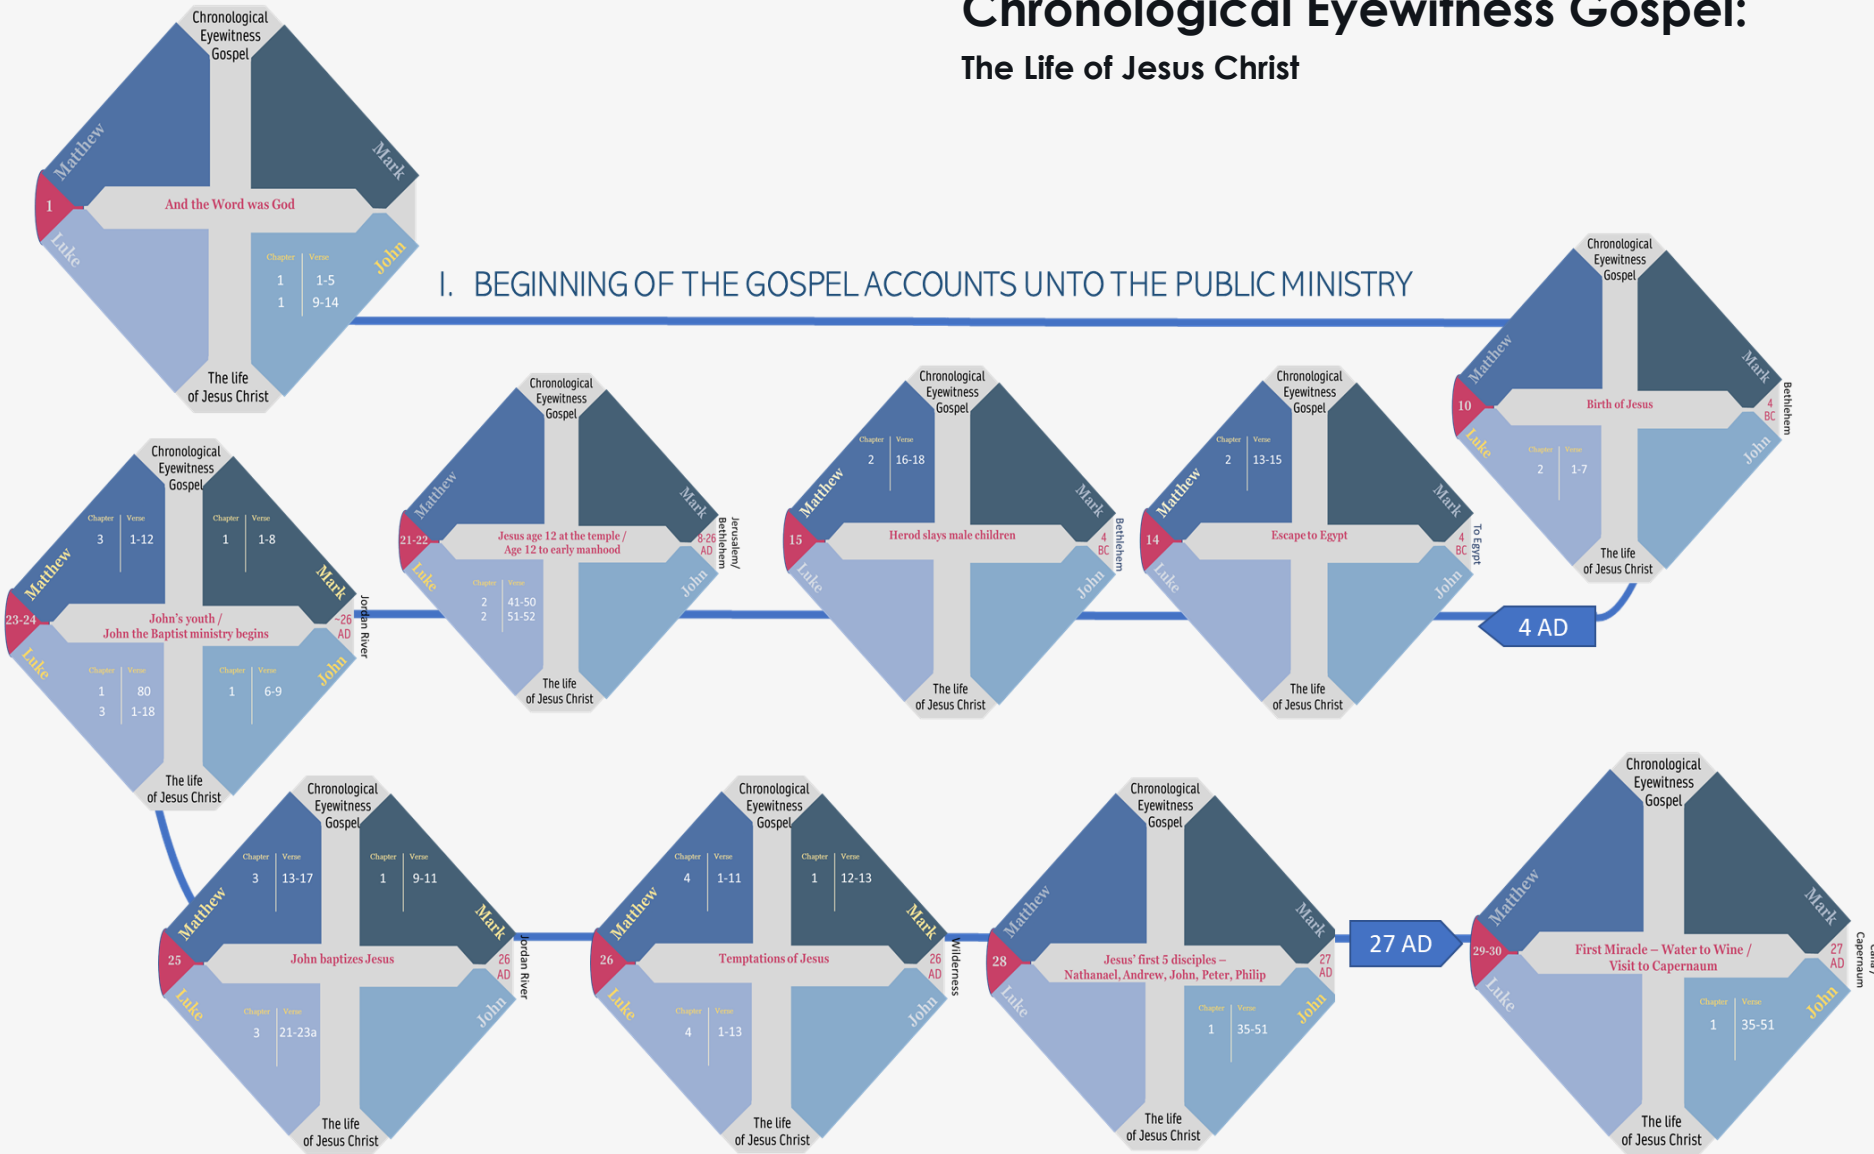 Chronological Eyewitness Gospel:
The Life of Jesus Christ
Chronological
Eyewitness
Gospel
Matthew
Mark
1
And the Word was God
Luke
John
Chapter Verse
1 1-5
1 9-14
The life
of Jesus Christ
I. BEGINNING OF THE GOSPEL ACCOUNTS UNTO THE PUBLIC MINISTRY
Chronological
Eyewitness
Gospel
Matthew
Mark
10
Birth of Jesus
4
BC
Bethlehem
Luke
John
Chapter Verse
2 1-7
The life
of Jesus Christ
4 AD
Chronological
Eyewitness
Gospel
Chapter Verse
2 13-15
Matthew
Mark
14
Escape to Egypt
4
BC
To Egypt
Luke
John
The life
of Jesus Christ
Chronological
Eyewitness
Gospel
Chapter Verse
2 16-18
Matthew
Mark
15
Herod slays male children
4
BC
Bethlehem
Luke
John
The life
of Jesus Christ
Chronological
Eyewitness
Gospel
Matthew
Mark
21-22
Jesus age 12 at the temple /
Age 12 to early manhood
8-26
AD
Jerusalem/
Bethlehem
Luke
John
Chapter Verse
2 41-50
2 51-52
The life
of Jesus Christ
Chronological
Eyewitness
Gospel
Chapter Verse
3 1-12
Chapter Verse
1 1-8
Matthew
Mark
23-24
John's youth /
John the Baptist ministry begins
~26
AD
Jordan River
Luke
John
Chapter Verse
1 80
3 1-18
Chapter Verse
1 6-9
The life
of Jesus Christ
Chronological
Eyewitness
Gospel
Chapter Verse
3 13-17
Chapter Verse
1 9-11
Matthew
Mark
25
John baptizes Jesus
26
AD
Jordan River
Luke
John
Chapter Verse
3 21-23a
The life
of Jesus Christ
Chronological
Eyewitness
Gospel
Chapter Verse
4 1-11
Chapter Verse
1 12-13
Matthew
Mark
26
Temptations of Jesus
26
AD
Wilderness
Luke
John
Chapter Verse
4 1-13
The life
of Jesus Christ
Chronological
Eyewitness
Gospel
Matthew
Mark
28
Jesus' first 5 disciples –
Nathanael, Andrew, John, Peter, Philip
27
AD
Luke
John
Chapter Verse
1 35-51
The life
of Jesus Christ
27 AD
Chronological
Eyewitness
Gospel
Matthew
Mark
29-30
First Miracle – Water to Wine /
Visit to Capernaum
27
AD
Capernaum
Luke
John
Chapter Verse
1 35-51
The life
of Jesus Christ